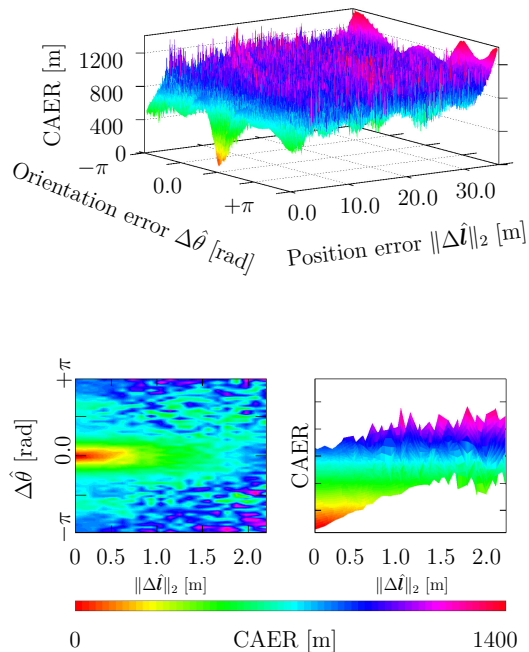 CAER [m]
1200
800
400
0
−π
0.0
+π
Orientation error Δθ̂ [rad]
0.0
10.0
20.0
30.0
Position error ‖Δl̂‖₂ [m]
+π
0.0
−π
Δθ̂ [rad]
0 0.5 1.0 1.5 2.0
‖Δl̂‖₂ [m]
CAER
0 0.5 1.0 1.5 2.0
‖Δl̂‖₂ [m]
0 CAER [m] 1400